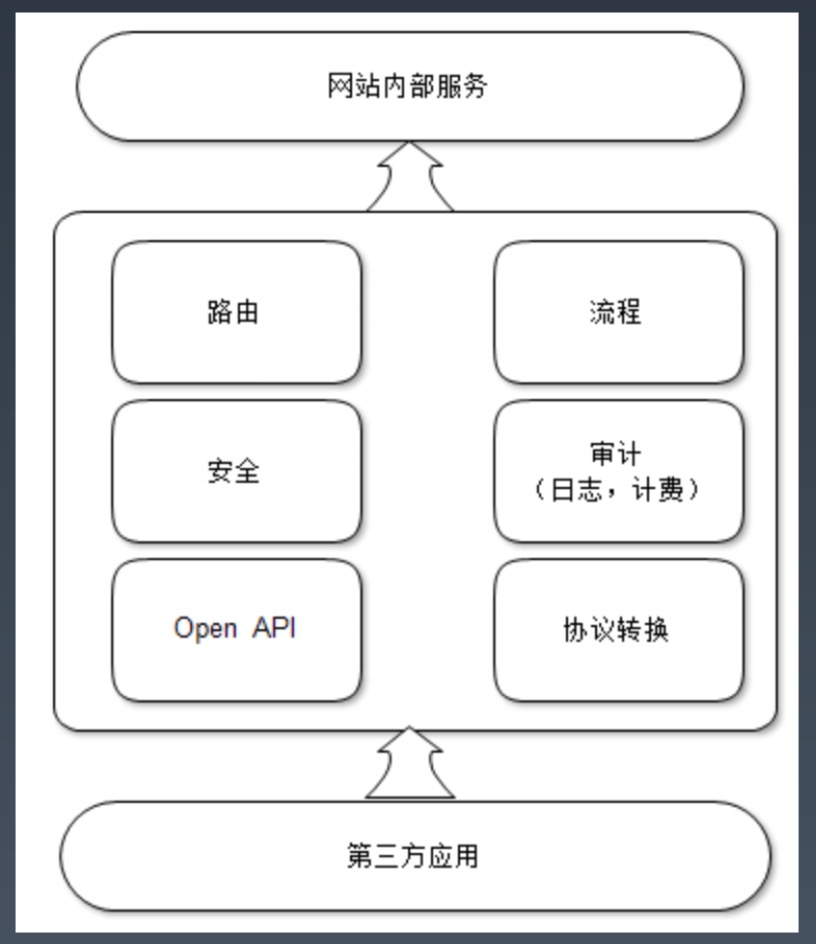 网站内部服务
路由
流程
安全
审计
（日志，计费）
Open API
协议转换
第三方应用